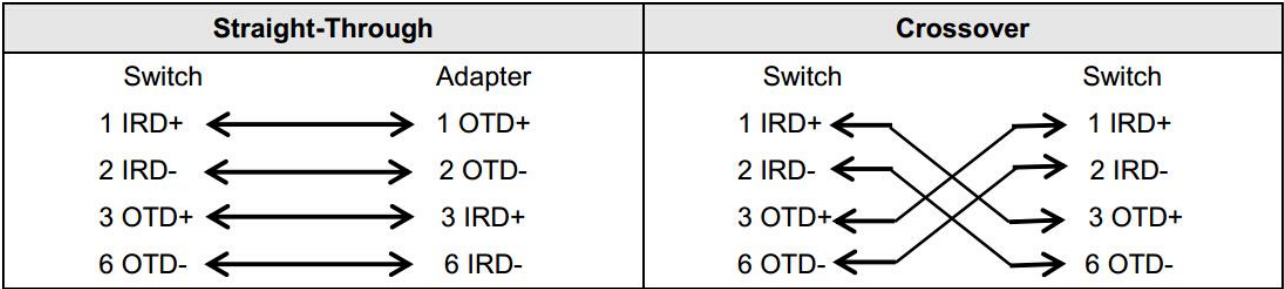 Straight-Through Crossover
Switch Adapter Switch Switch
1 IRD+ 1 OTD+ 1 IRD+ 1 IRD+
2 IRD- 2 OTD- 2 IRD- 2 IRD-
3 OTD+ 3 IRD+ 3 OTD+ 3 OTD+
6 OTD- 6 IRD- 6 OTD- 6 OTD-